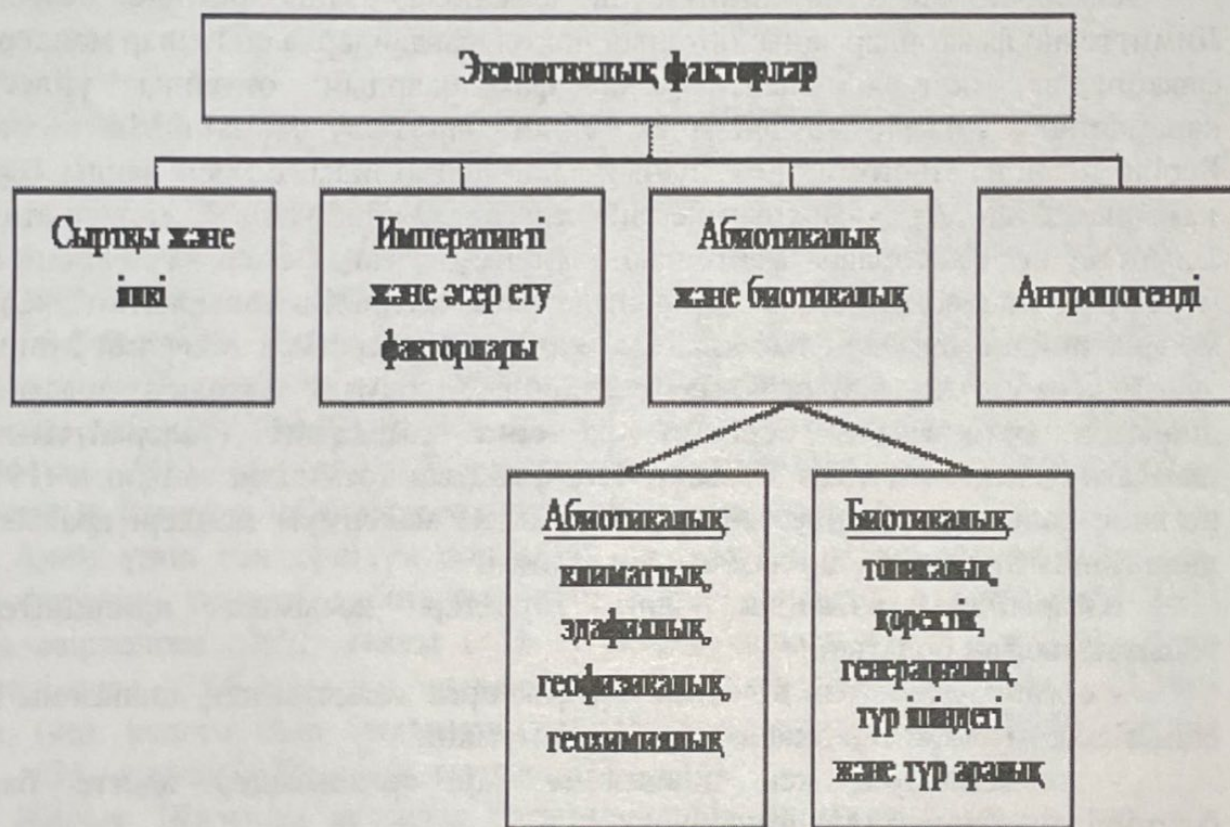 Экологиялық факторлар
Сыртқы және
ішкі
Императивті
және әсер ету
факторлары
Абиотикалық
және биотикалық
Антропогенді
Абиотикалық
климаттық,
эдафиялық,
геофизикалық,
геохимиялық
Биотикалық
топикалық,
қоректік,
генерациялық
түр ішіндегі
және түр аралық